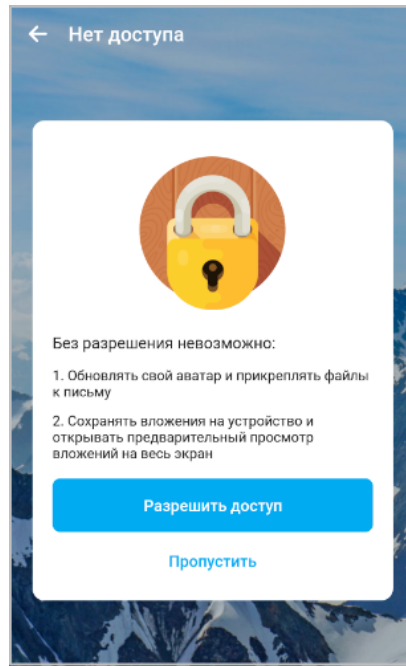 Нет доступа
Без разрешения невозможно:
1. Обновлять свой аватар и прикреплять файлы
к письму
2. Сохранять вложения на устройство и
открывать предварительный просмотр
вложений на весь экран
Разрешить доступ
Пропустить